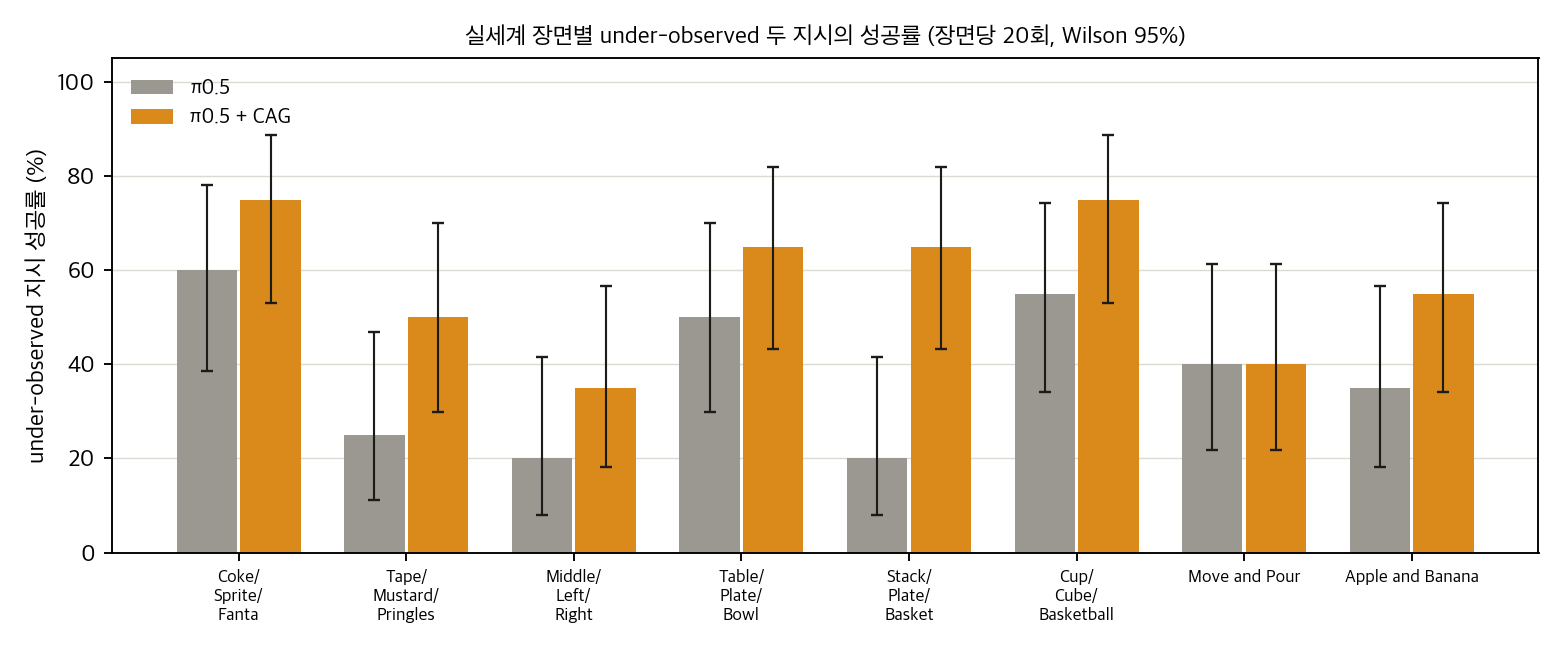 실세계 장면별 under-observed 두 지시의 성공률 (장면당 20회, Wilson 95%)
under-observed 지시 성공률 (%)
100
80
60
40
20
0
π0.5
π0.5 + CAG
Coke/
Sprite/
Fanta
Tape/
Mustard/
Pringles
Middle/
Left/
Right
Table/
Plate/
Bowl
Stack/
Plate/
Basket
Cup/
Cube/
Basketball
Move and Pour
Apple and Banana